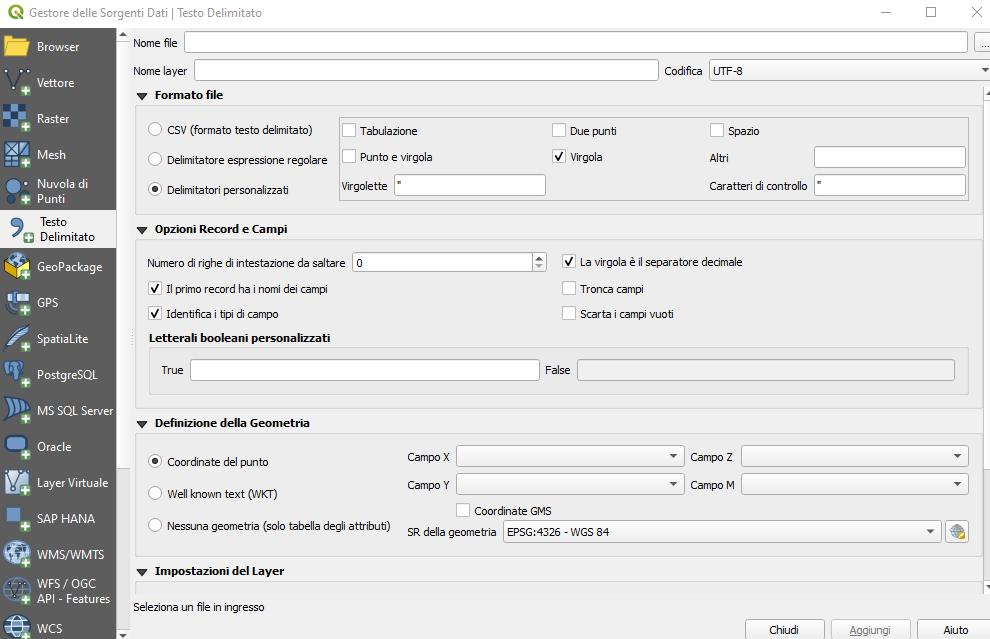 Gestore delle Sorgenti Dati | Testo Delimitato
Browser
Vettore
Raster
Mesh
Nuvola di
Punti
Testo
Delimitato
GeoPackage
GPS
SpatiaLite
PostgreSQL
MS SQL Server
Oracle
Layer Virtuale
SAP HANA
WMS/WMTS
WFS / OGC
API - Features
WCS
Nome file
...
Nome layer Codifica UTF-8
Formato file
CSV (formato testo delimitato) Tabulazione Due punti Spazio
Delimitatore espressione regolare Punto e virgola Virgola Altri
Delimitatori personalizzati Virgolette " Caratteri di controllo "
Opzioni Record e Campi
Numero di righe di intestazione da saltare 0 La virgola è il separatore decimale
Il primo record ha i nomi dei campi Tronca campi
Identifica i tipi di campo Scarta i campi vuoti
Letterali booleani personalizzati
True False
Definizione della Geometria
Coordinate del punto Campo X Campo Z
Well known text (WKT) Campo Y Campo M
Coordinate GMS
Nessuna geometria (solo tabella degli attributi) SR della geometria EPSG:4326 - WGS 84
Impostazioni del Layer
Seleziona un file in ingresso
Chiudi Aggiungi Aiuto